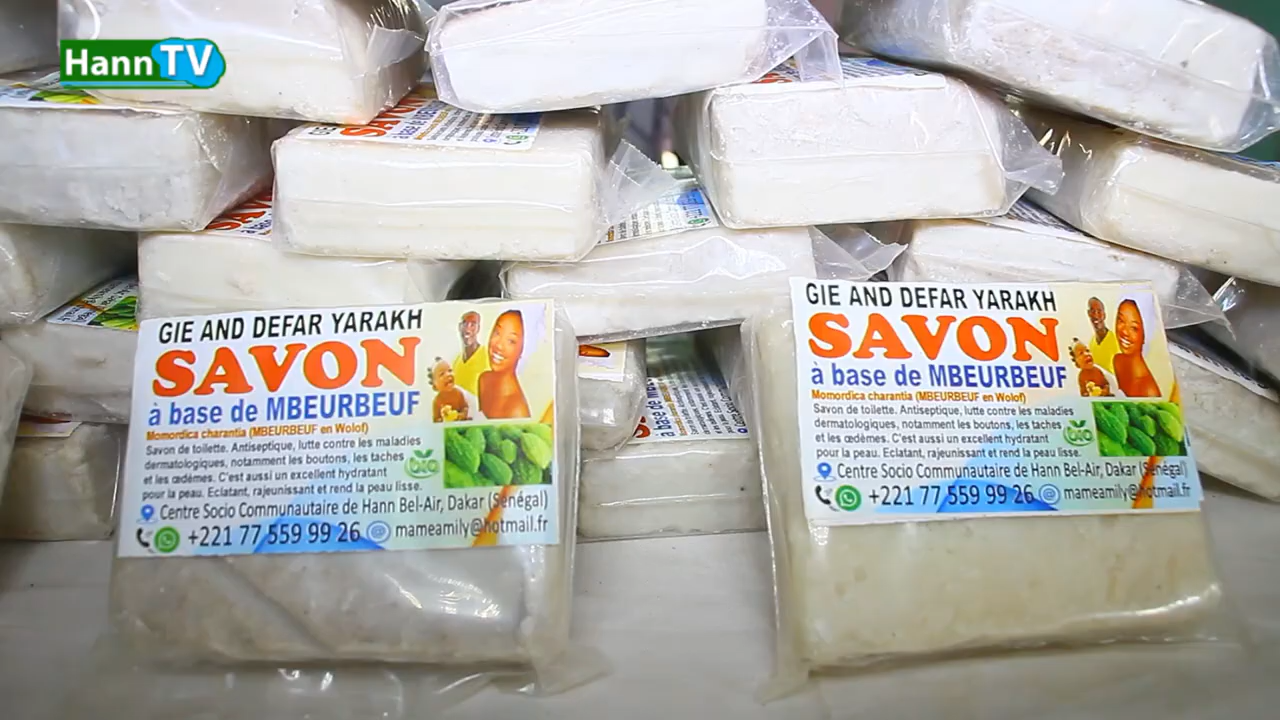 HannTV
GIE AND DEFAR YARAKH
SAVON
à base de MBEURBEUF
Momordica charantia (MBEURBEUF en Wolof)
Savon de toilette. Antiseptique, lutte contre les maladies
dermatologiques, notamment les boutons, les taches
et les œdèmes. C'est aussi un excellent hydratant
pour la peau. Eclatant, rajeunissant et rend la peau lisse.
bio
Centre Socio Communautaire de Hann Bel-Air, Dakar (Sénégal)
+221 77 559 99 26 @ mameamily@hotmail.fr
GIE AND DEFAR YARAKH
SAVON
à base de MBEURBEUF
Momordica charantia (MBEURBEUF en Wolof)
Savon de toilette. Antiseptique, lutte contre les maladies
dermatologiques, notamment les boutons, les taches
et les œdèmes. C'est aussi un excellent hydratant
pour la peau. Eclatant, rajeunissant et rend la peau lisse.
bio
Centre Socio Communautaire de Hann Bel-Air, Dakar (Sénégal)
+221 77 559 99 26 @ mameamily@hotmail.fr
GIE
SAVON
à base de MBEURBEUF